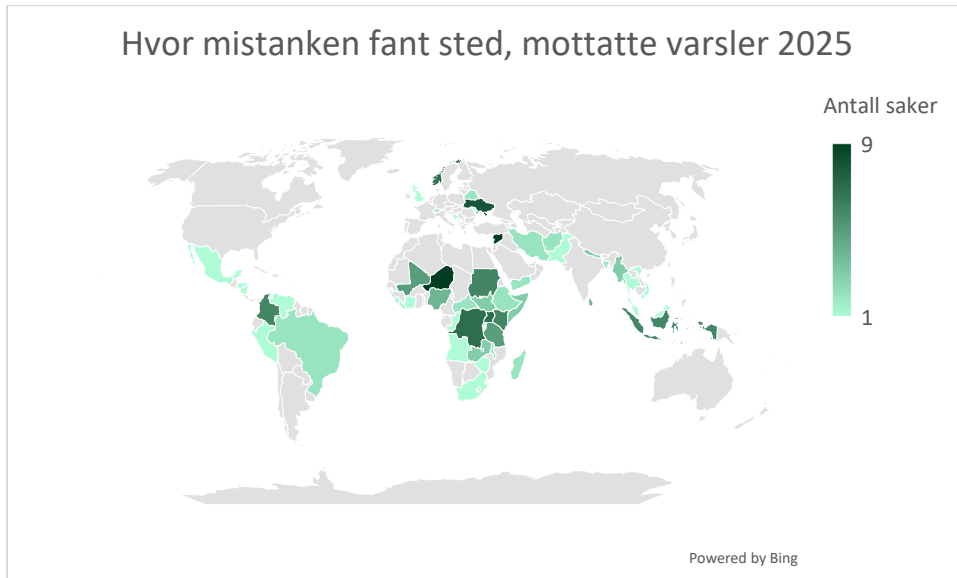 Hvor mistanken fant sted, mottatte varsler 2025
Antall saker
9
1
Powered by Bing